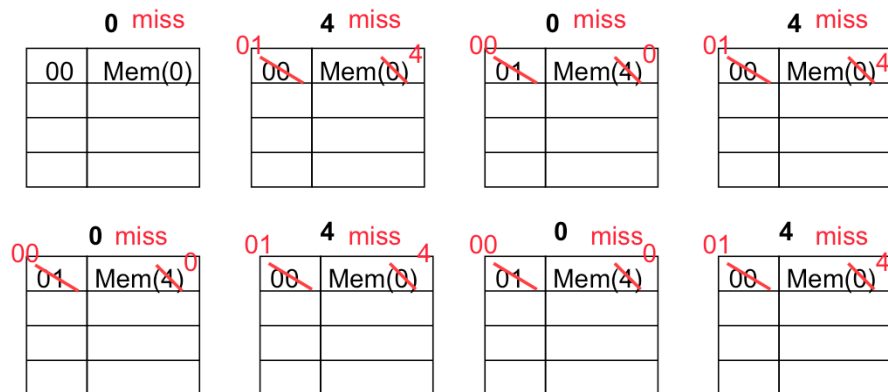 0 miss 4 miss 0 miss 4 miss
01 4 00 0 01 4
00 Mem(0) 00 Mem(0) 01 Mem(4) 00 Mem(0)
0 miss 4 miss 0 miss 4 miss
00 0 01 4 00 0 01 4
01 Mem(4) 00 Mem(0) 01 Mem(4) 00 Mem(0)